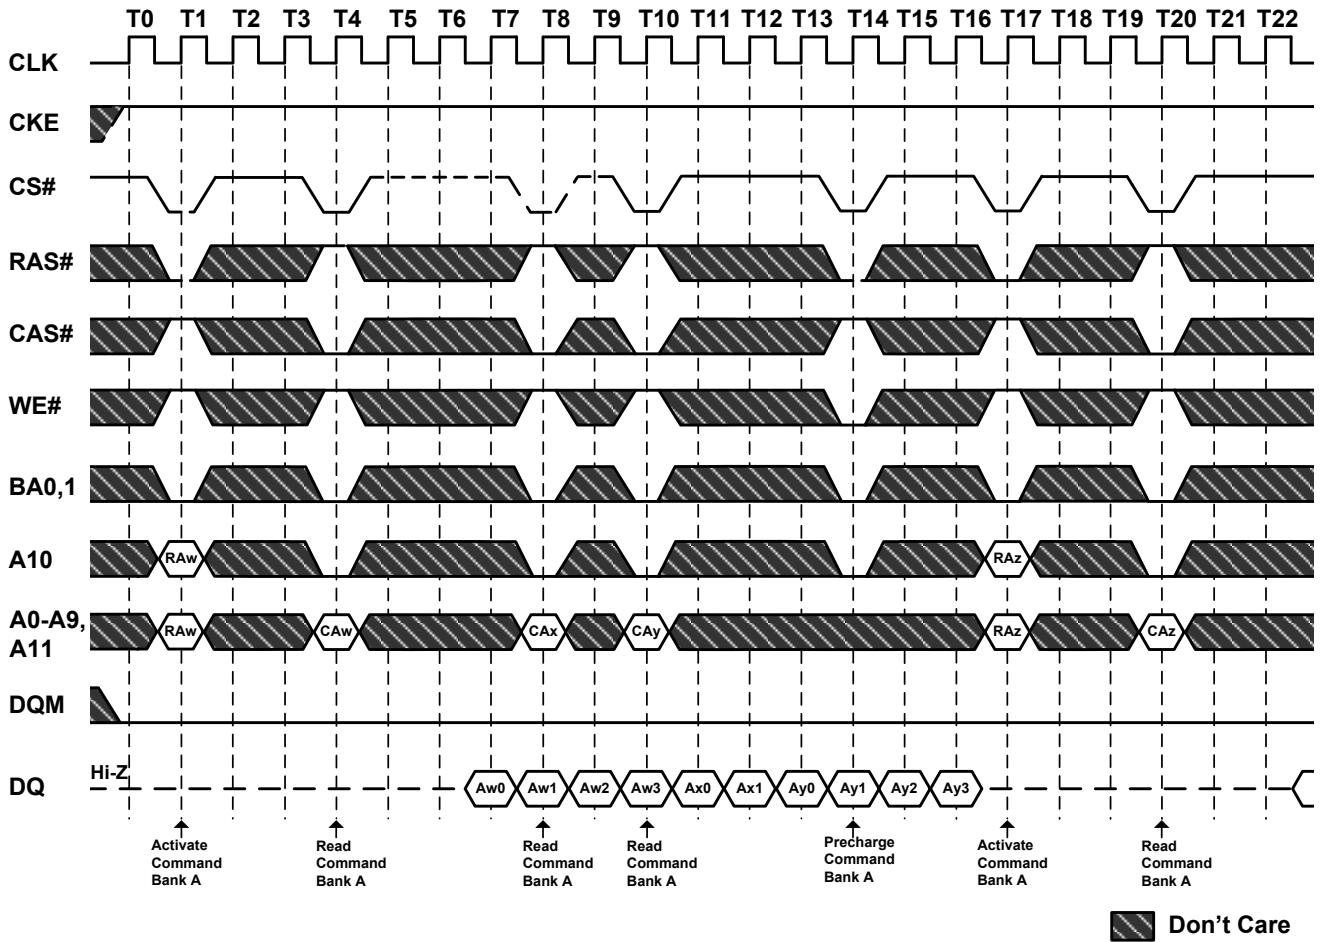 T0 T1 T2 T3 T4 T5 T6 T7 T8 T9 T10 T11 T12 T13 T14 T15 T16 T17 T18 T19 T20 T21 T22
CLK
CKE
CS#
RAS#
CAS#
WE#
BA0,1
A10 RAw RAz
A0-A9,
A11
RAw CAw CAx CAy RAz CAz
DQM
Hi-Z
DQ Aw0 Aw1 Aw2 Aw3 Ax0 Ax1 Ay0 Ay1 Ay2 Ay3
Activate
Command
Bank A
Read
Command
Bank A
Read
Command
Bank A
Read
Command
Bank A
Precharge
Command
Bank A
Activate
Command
Bank A
Read
Command
Bank A
Don't Care